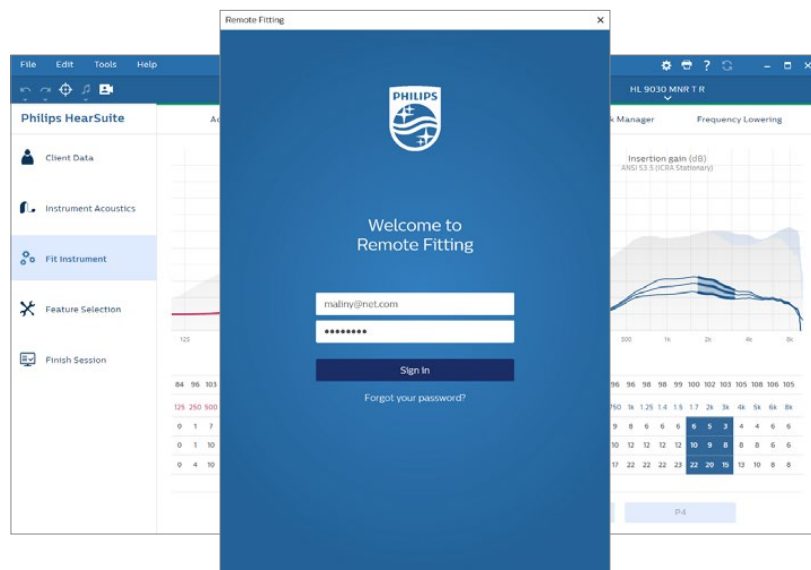 Remote Fitting
File Edit Tools Help
HL 9030 MNR T R
Philips HearSuite
k Manager Frequency Lowering
Client Data
Instrument Acoustics
Fit Instrument
Feature Selection
Finish Session
PHILIPS
Welcome to
Remote Fitting
maliny@net.com
Sign in
Forgot your password?
Insertion gain (dB)
ANSI S3.5 (ICRA Stationary)
125
500 1k 2k 4k 8k
84 96 103
125 250 500
0 1 7
0 1 10
0 4 10
96 96 98 98 99 100 102 103 105 108 106 105
750 1k 1.25 1.4 1.5 1.7 2k 3k 4k 5k 6k 8k
9 8 6 6 6 6 5 3 4 4 6 6
10 12 12 12 12 10 9 8 8 8 6 6
17 22 22 22 23 22 20 15 13 10 8 8
P4